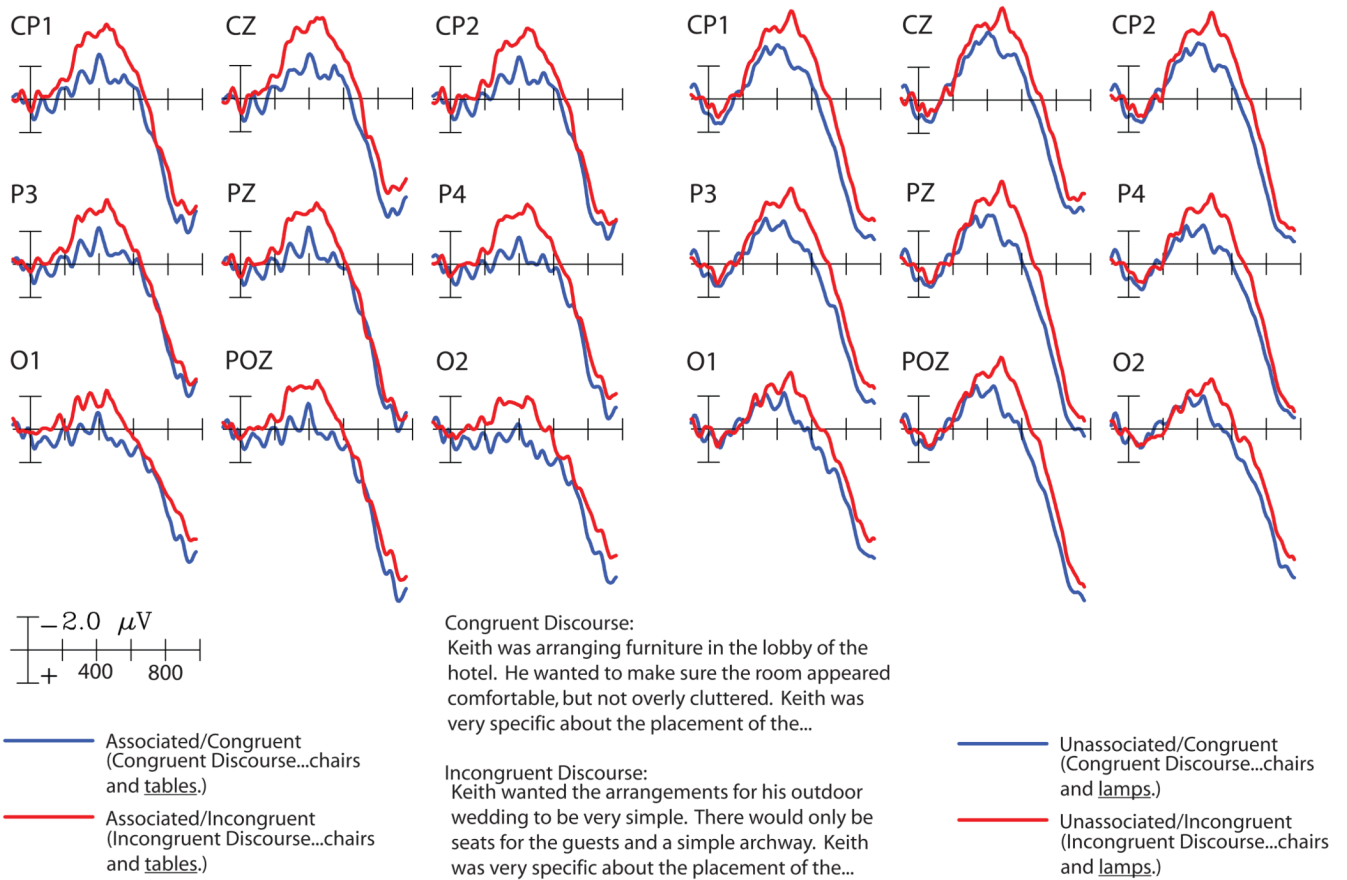 CP1 CZ CP2 CP1 CZ CP2
P3 PZ P4 P3 PZ P4
O1 POZ O2 O1 POZ O2
−2.0 μV
+ 400 800
Associated/Congruent
(Congruent Discourse...chairs
and tables.)
Associated/Incongruent
(Incongruent Discourse...chairs
and tables.)
Congruent Discourse:
Keith was arranging furniture in the lobby of the
hotel. He wanted to make sure the room appeared
comfortable, but not overly cluttered. Keith was
very specific about the placement of the...
Incongruent Discourse:
Keith wanted the arrangements for his outdoor
wedding to be very simple. There would only be
seats for the guests and a simple archway. Keith
was very specific about the placement of the...
Unassociated/Congruent
(Congruent Discourse...chairs
and lamps.)
Unassociated/Incongruent
(Incongruent Discourse...chairs
and lamps.)